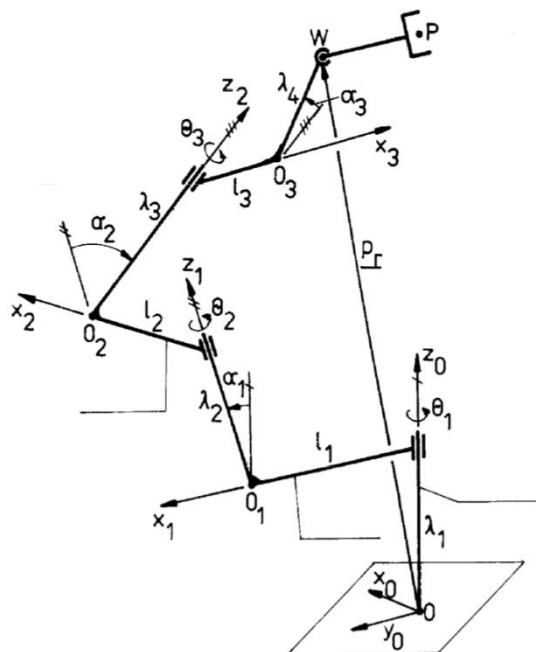 W
P
z₂
λ₄
α₃
θ₃
x₃
O₃
l₃
λ₃
α₂
p_r
z₁
x₂
θ₂
O₂
l₂
z₀
α₁
λ₂
θ₁
l₁
x₁
O₁
λ₁
x₀
O
y₀